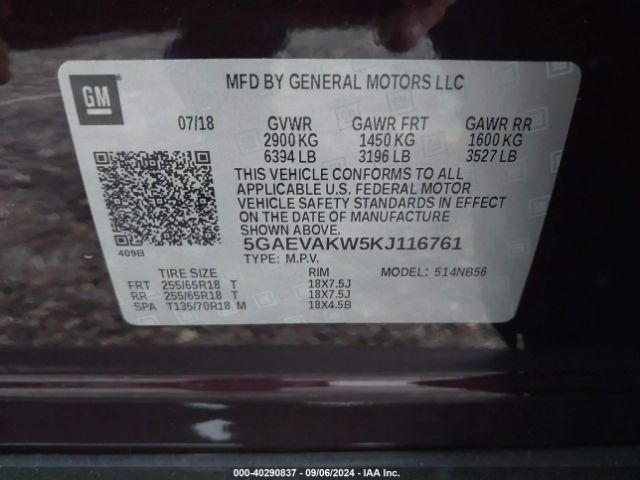 GM
MFD BY GENERAL MOTORS LLC
07/18 GVWR GAWR FRT GAWR RR
2900 KG 1450 KG 1600 KG
6394 LB 3196 LB 3527 LB
THIS VEHICLE CONFORMS TO ALL
APPLICABLE U.S. FEDERAL MOTOR
VEHICLE SAFETY STANDARDS IN EFFECT
ON THE DATE OF MANUFACTURE
SHOWN ABOVE.
409B
5GAEVAKW5KJ116761
TYPE: M.P.V.
TIRE SIZE RIM MODEL: 514NB56
FRT 255/65R18 T 18X7.5J
RR 255/65R18 T 18X7.5J
SPA T135/70R18 M 18X4.5B
000-40290837 - 09/06/2024 - IAA Inc.